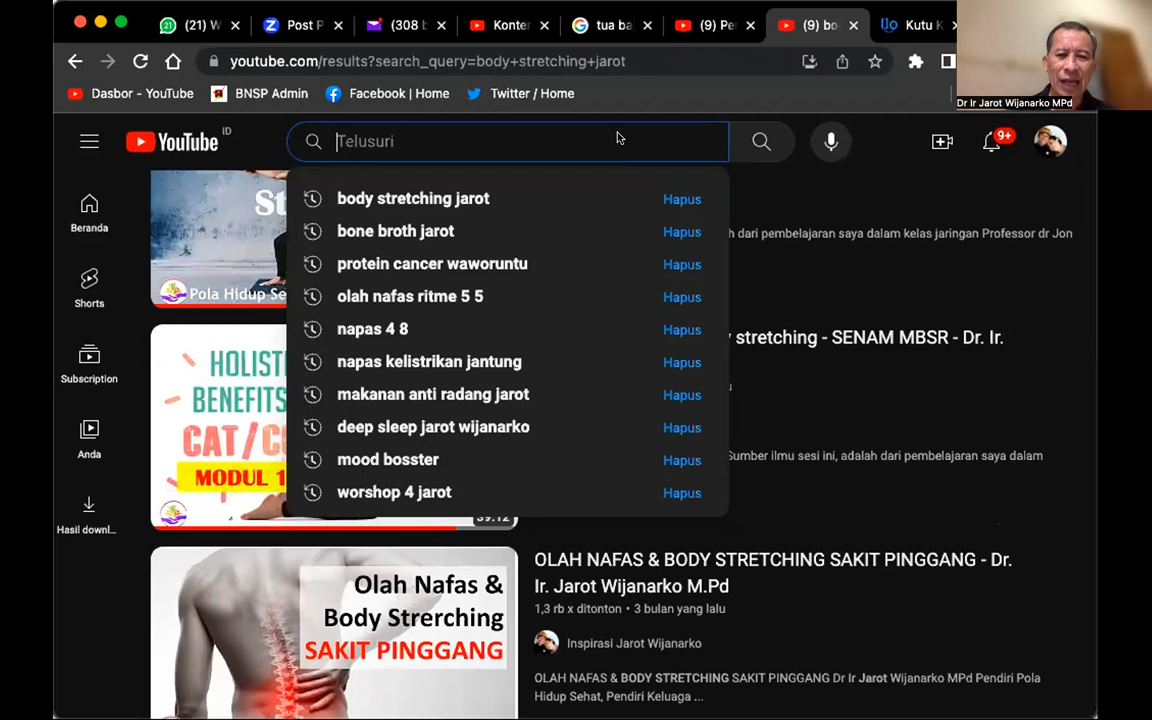 (21) W
Post P
(308 b
Konter
tua ba
(9) Pe
(9) bo
Kutu K
youtube.com/results?search_query=body+stretching+jarot
Dasbor - YouTube
BNSP Admin
Facebook | Home
Twitter / Home
Dr Ir Jarot Wijanarko MPd
YouTube ID
Telusuri
9+
Beranda
Shorts
Subscription
Anda
Hasil downl...
body stretching jarot Hapus
bone broth jarot Hapus
protein cancer waworuntu Hapus
olah nafas ritme 5 5 Hapus
napas 4 8 Hapus
napas kelistrikan jantung Hapus
makanan anti radang jarot Hapus
deep sleep jarot wijanarko Hapus
mood bosster Hapus
worshop 4 jarot Hapus
St
Pola Hidup Se
ah dari pembelajaran saya dalam kelas jaringan Professor dr Jon
HOLIST
BENEFITS
CAT/C
MODUL 1
39:12
stretching - SENAM MBSR - Dr. Ir.
Sumber ilmu sesi ini, adalah dari pembelajaran saya dalam
Olah Nafas &
Body Strerching
SAKIT PINGGANG
OLAH NAFAS & BODY STRETCHING SAKIT PINGGANG - Dr.
Ir. Jarot Wijanarko M.Pd
1,3 rb x ditonton • 3 bulan yang lalu
Inspirasi Jarot Wijanarko
OLAH NAFAS & BODY STRETCHING SAKIT PINGGANG Dr Ir Jarot Wijanarko MPd Pendiri Pola
Hidup Sehat, Pendiri Keluaga ...